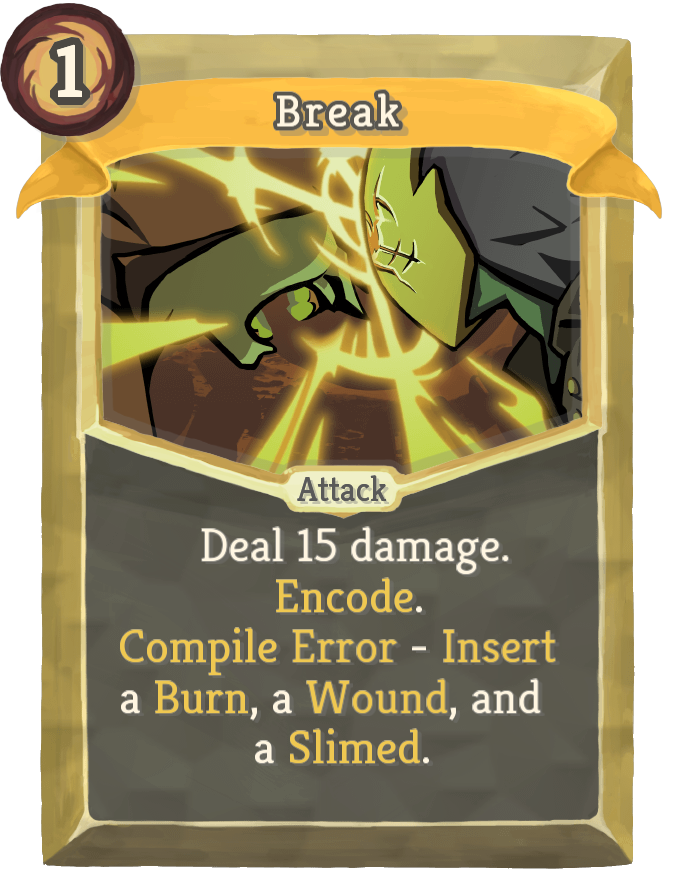 1
Break
Attack
Deal 15 damage.
Encode.
Compile Error - Insert
a Burn, a Wound, and
a Slimed.